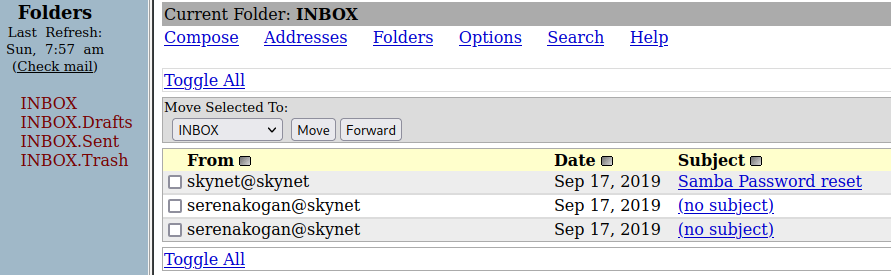 Folders
Last Refresh:
Sun, 7:57 am
(Check mail)
INBOX
INBOX.Drafts
INBOX.Sent
INBOX.Trash
Current Folder: INBOX
Compose Addresses Folders Options Search Help
Toggle All
Move Selected To:
INBOX Move Forward
From Date Subject
skynet@skynet Sep 17, 2019 Samba Password reset
serenakogan@skynet Sep 17, 2019 (no subject)
serenakogan@skynet Sep 17, 2019 (no subject)
Toggle All